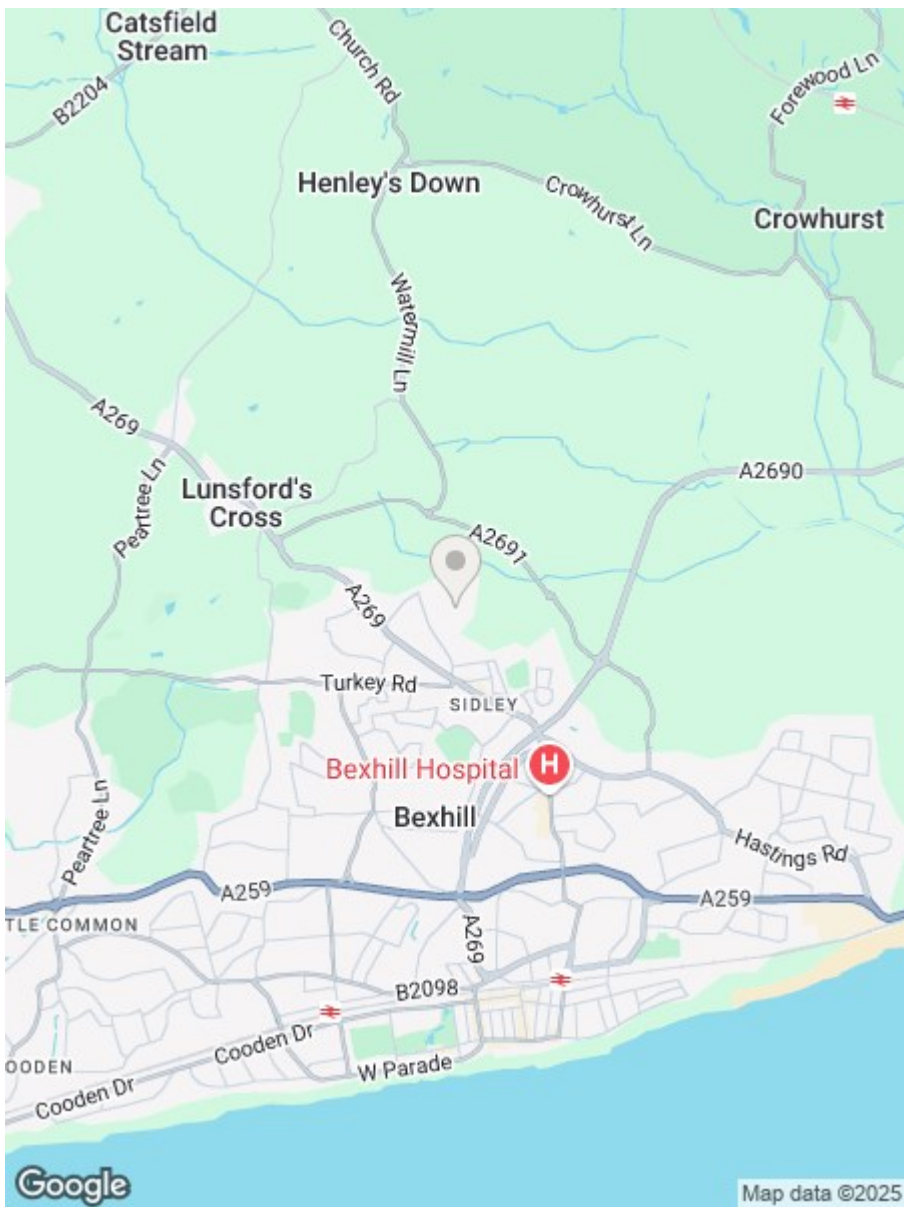 Catsfield
Stream
Church Rd
Forewood Ln
B2204
Henley's Down
Crowhurst Ln
Crowhurst
Watermill Ln
A269
A2690
Peartree Ln
Lunsford's
Cross
A2691
A269
Turkey Rd
SIDLEY
Bexhill Hospital
H
Bexhill
Peartree Ln
Hastings Rd
A259
A259
TLE COMMON
A269
B2098
Cooden Dr
OODEN
W Parade
Cooden Dr
Google
Map data ©2025